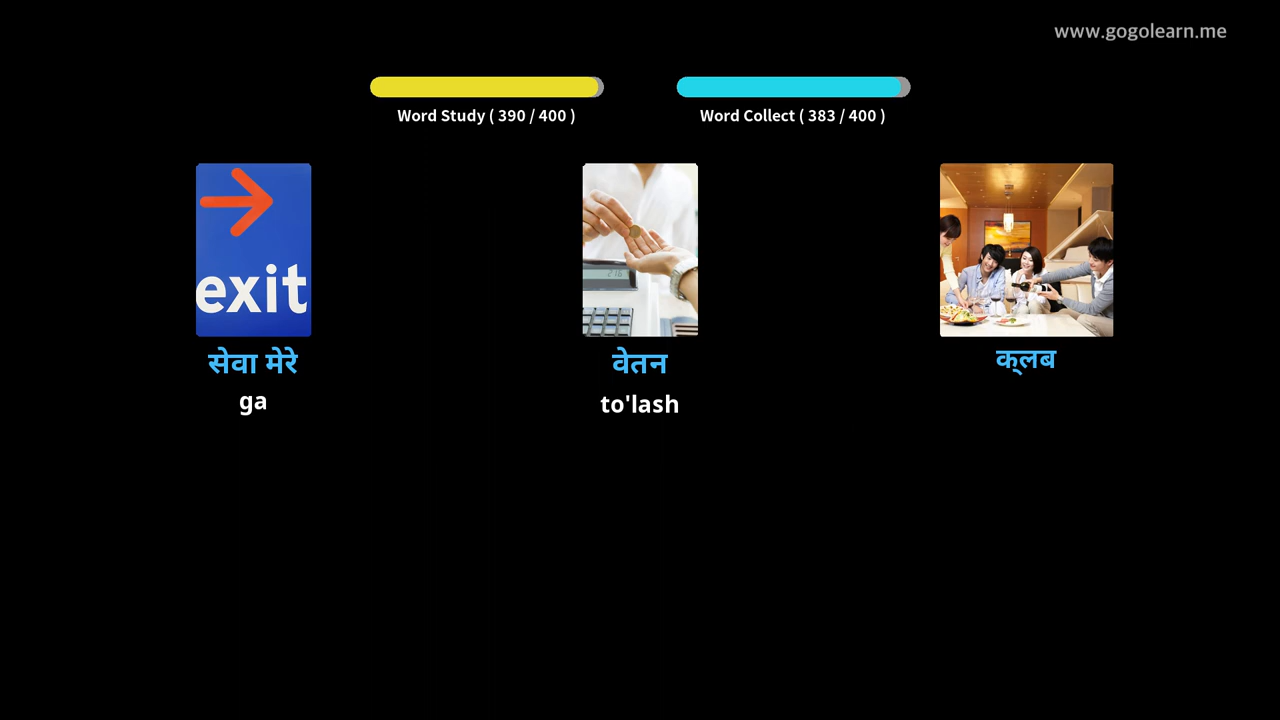 www.gogolearn.me
Word Study ( 390 / 400 )
Word Collect ( 383 / 400 )
exit
सेवा मेरे
वेतन
क्लब
ga
to'lash